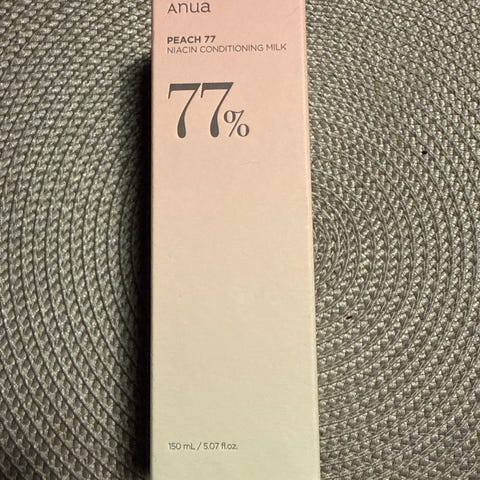 Anua
PEACH 77
NIACIN CONDITIONING MILK
77%
150 mL / 5.07 fl.oz.